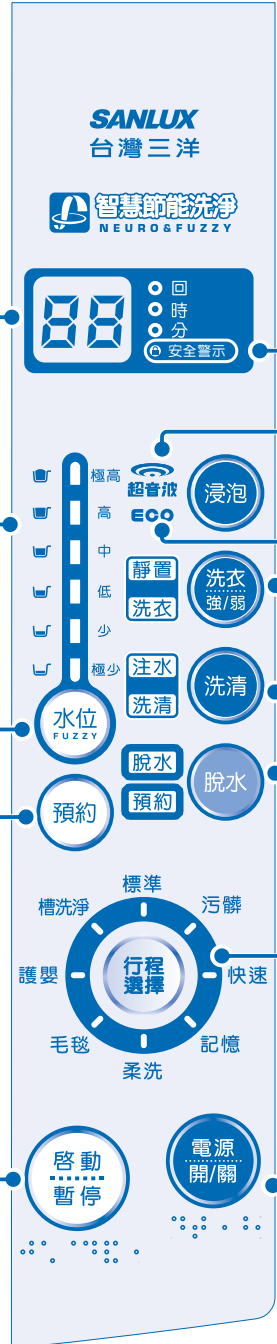 SANLUX
台灣三洋
智慧節能洗淨
NEURO&FUZZY
88
回
時
分
安全警示
極高
高
中
低
少
極少
超音波
ECO
浸泡
靜置
洗衣
洗衣
強/弱
注水
洗清
洗清
脫水
預約
脫水
水位
FUZZY
預約
標準
污髒
快速
記憶
柔洗
毛毯
護嬰
槽洗淨
行程
選擇
啓動
暫停
電源
開/關